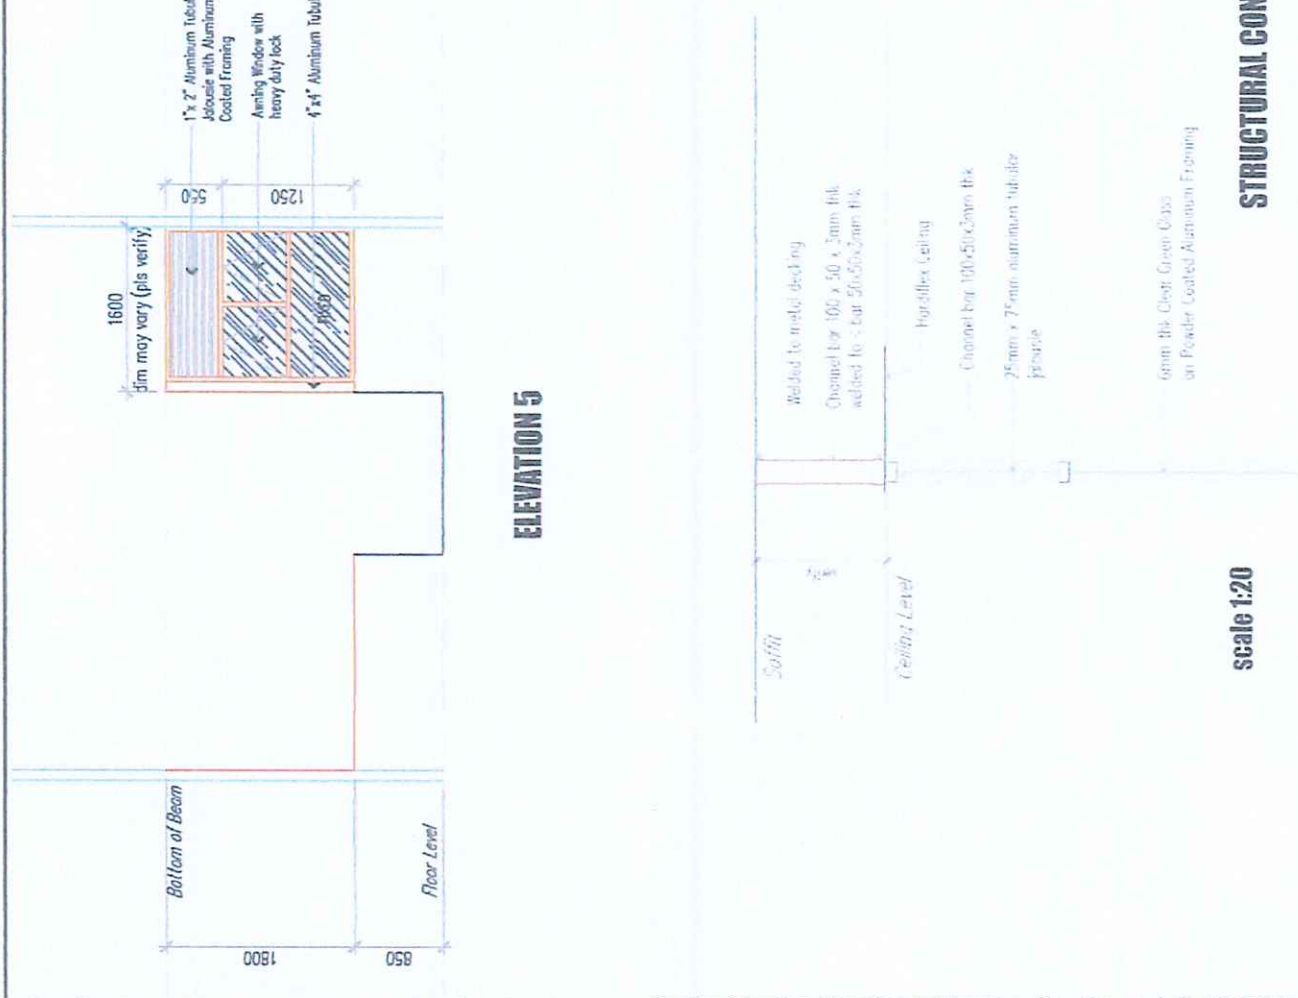 1600
dim may vary (pls verify)
550
1250
1"x 2" Aluminum Tubul
Jalousie with Aluminum
Coated Framing
Awning Window with
heavy duty lock
4"x4" Aluminum Tubul
Bottom of Beam
Floor Level
1800
850
ELEVATION 5
Soffit
Ceiling Level
Welded to metal decking
Channel bar 100 x 50 x 3mm thk
welded to bar 50x50x3mm thk
Hardiflex Ceiling
Channel bar 100x50x3mm thk
25mm x 75mm aluminum tubular
jalousie
6mm thk Clear Green Glass
on Powder Coated Aluminum Framing
scale 1:20
STRUCTURAL CON